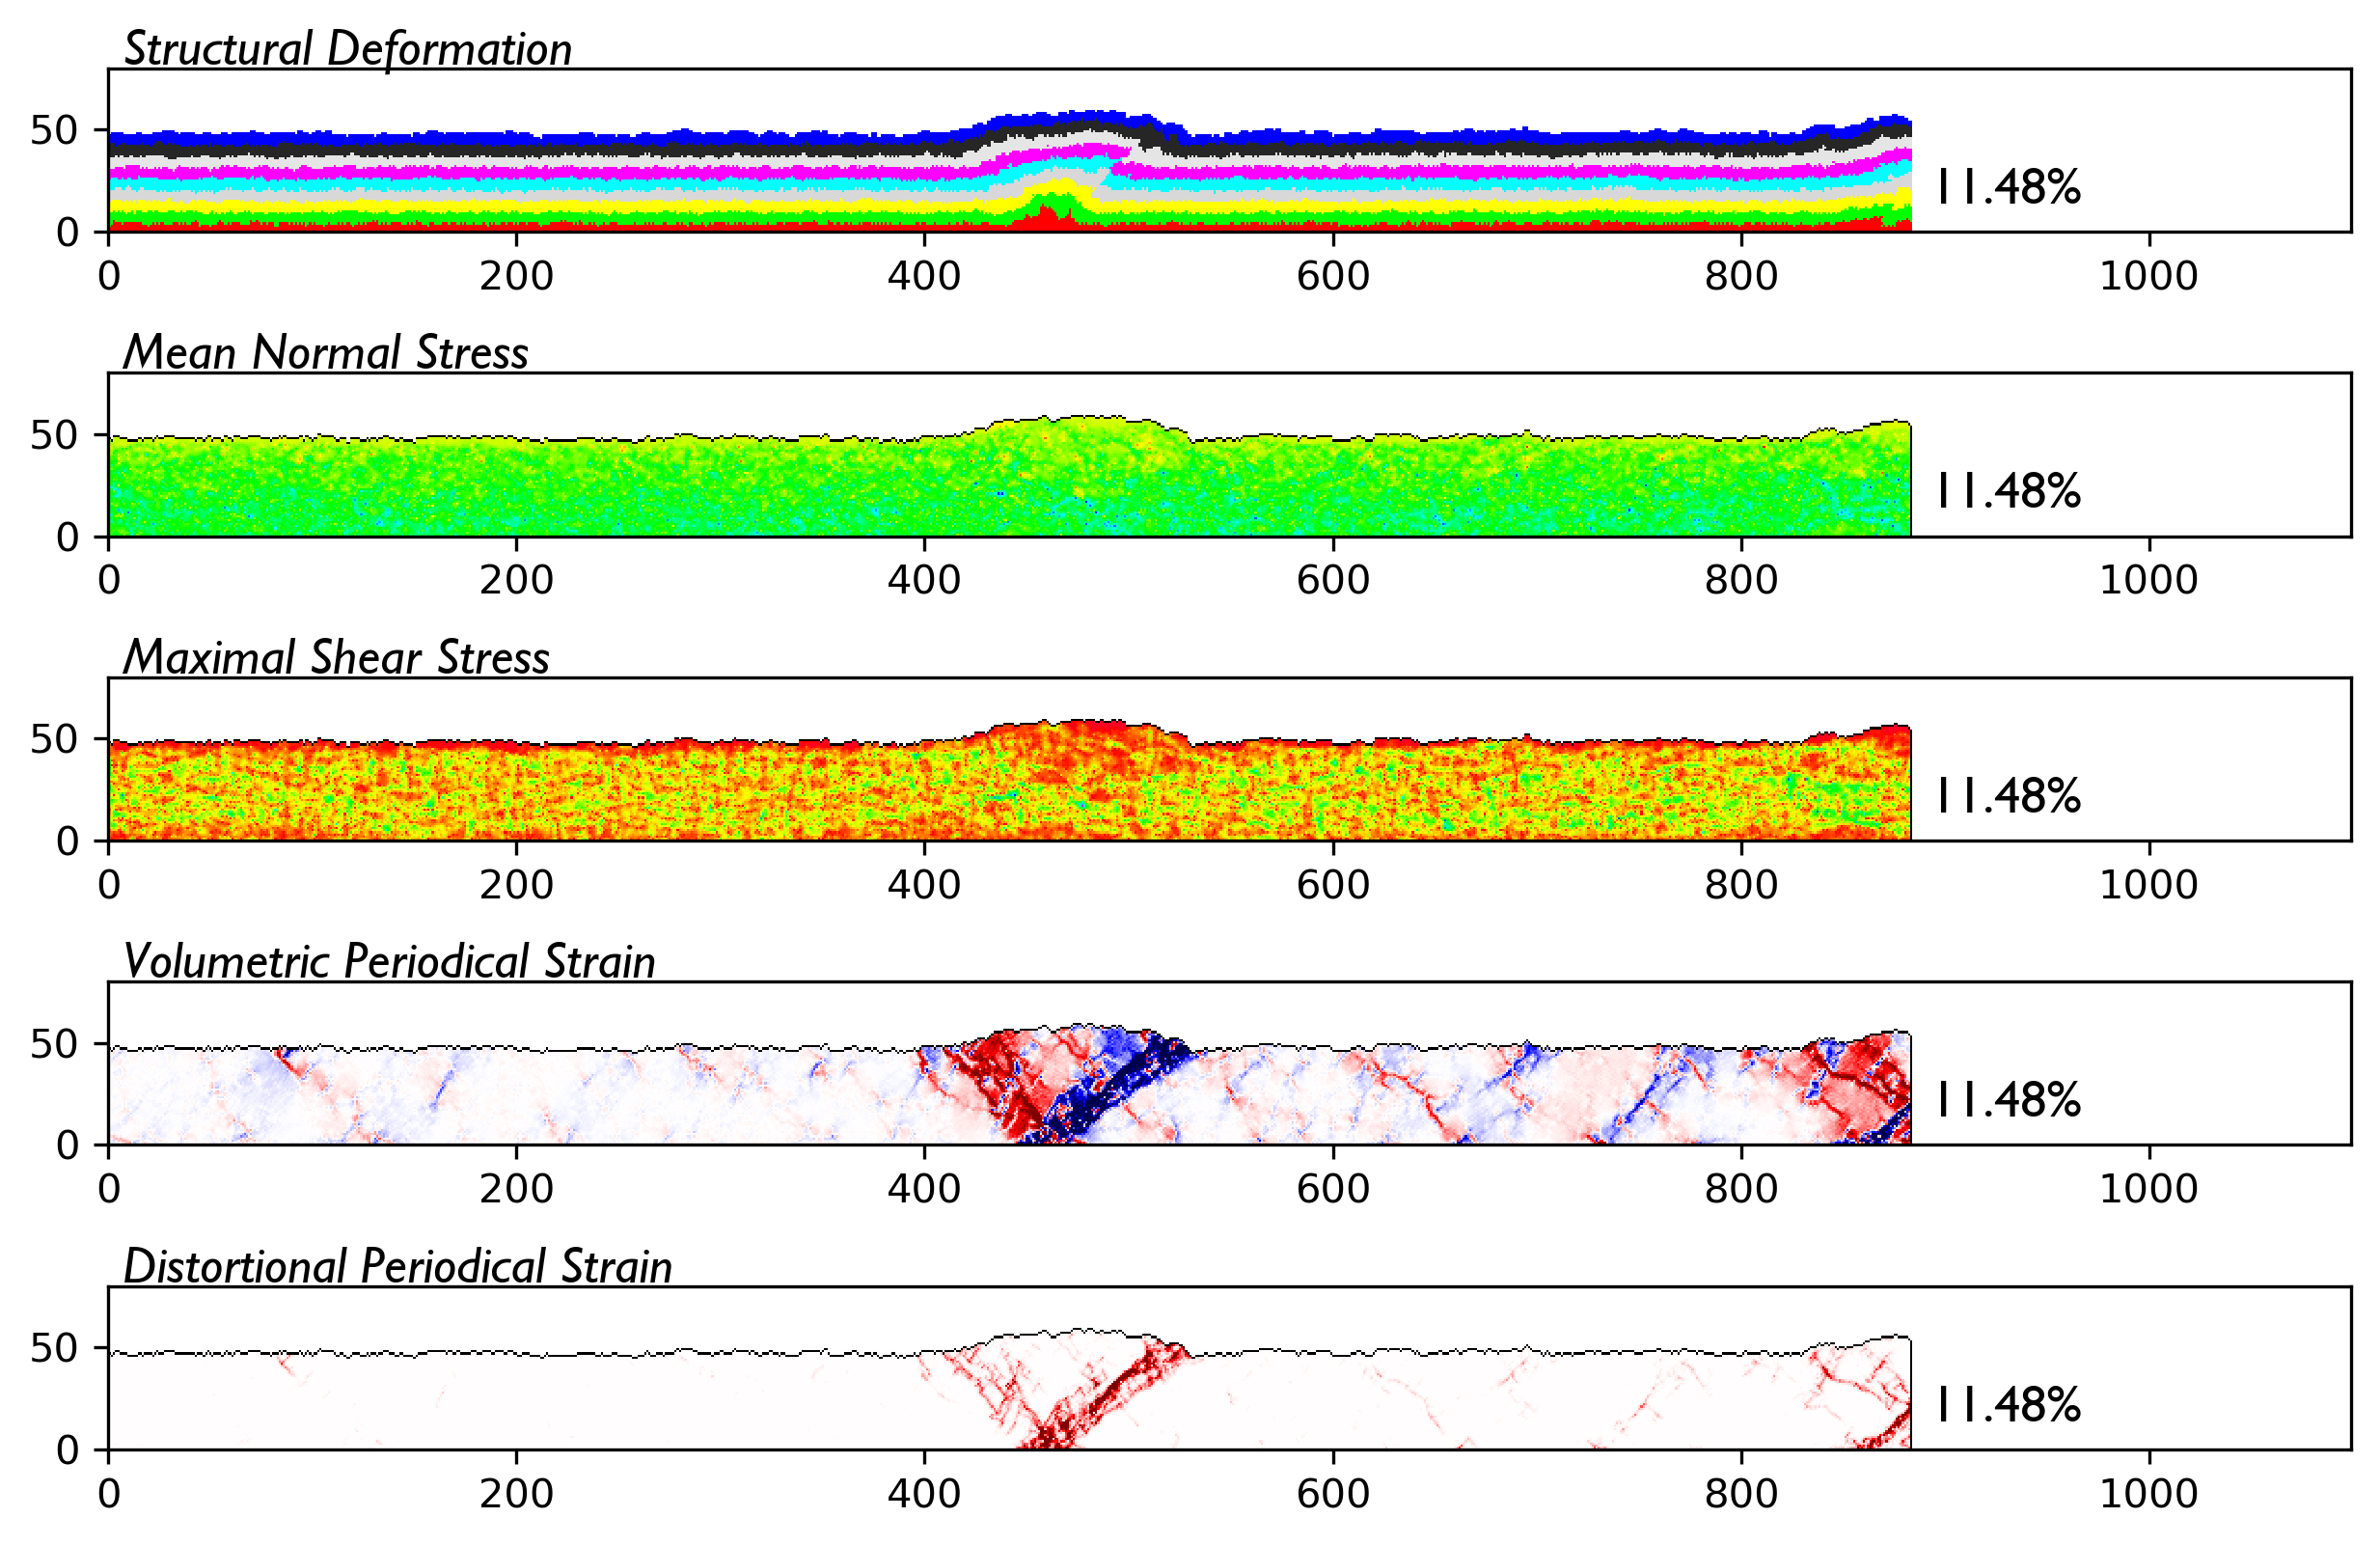 Structural Deformation
50
11.48%
0
0 200 400 600 800 1000
Mean Normal Stress
50
11.48%
0
0 200 400 600 800 1000
Maximal Shear Stress
50
11.48%
0
0 200 400 600 800 1000
Volumetric Periodical Strain
50
11.48%
0
0 200 400 600 800 1000
Distortional Periodical Strain
50
11.48%
0
0 200 400 600 800 1000